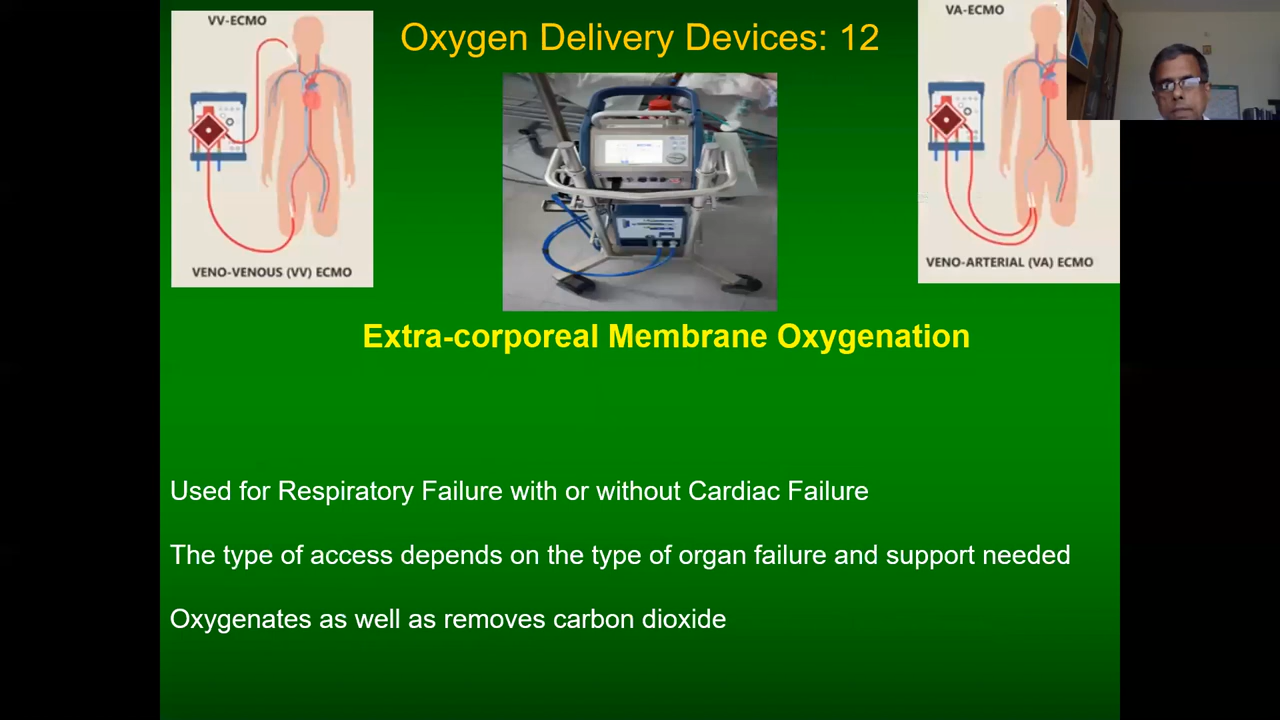 VV-ECMO
Oxygen Delivery Devices: 12
VA-ECMO
VENO-VENOUS (VV) ECMO
VENO-ARTERIAL (VA) ECMO
Extra-corporeal Membrane Oxygenation
Used for Respiratory Failure with or without Cardiac Failure
The type of access depends on the type of organ failure and support needed
Oxygenates as well as removes carbon dioxide